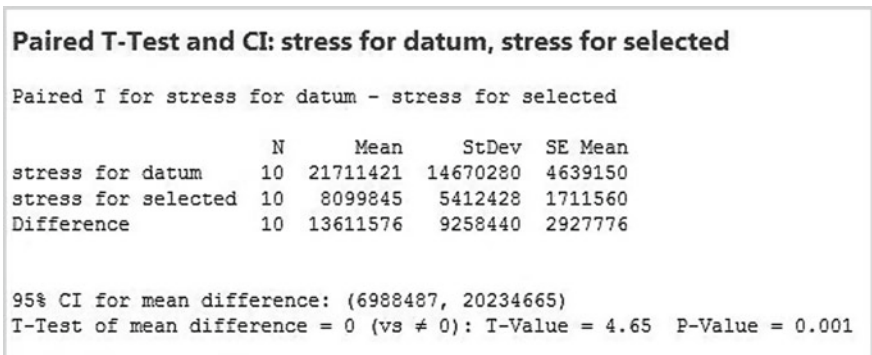 Paired T-Test and CI: stress for datum, stress for selected
Paired T for stress for datum - stress for selected
N Mean StDev SE Mean
stress for datum 10 21711421 14670280 4639150
stress for selected 10 8099845 5412428 1711560
Difference 10 13611576 9258440 2927776
95% CI for mean difference: (6988487, 20234665)
T-Test of mean difference = 0 (vs ≠ 0): T-Value = 4.65 P-Value = 0.001